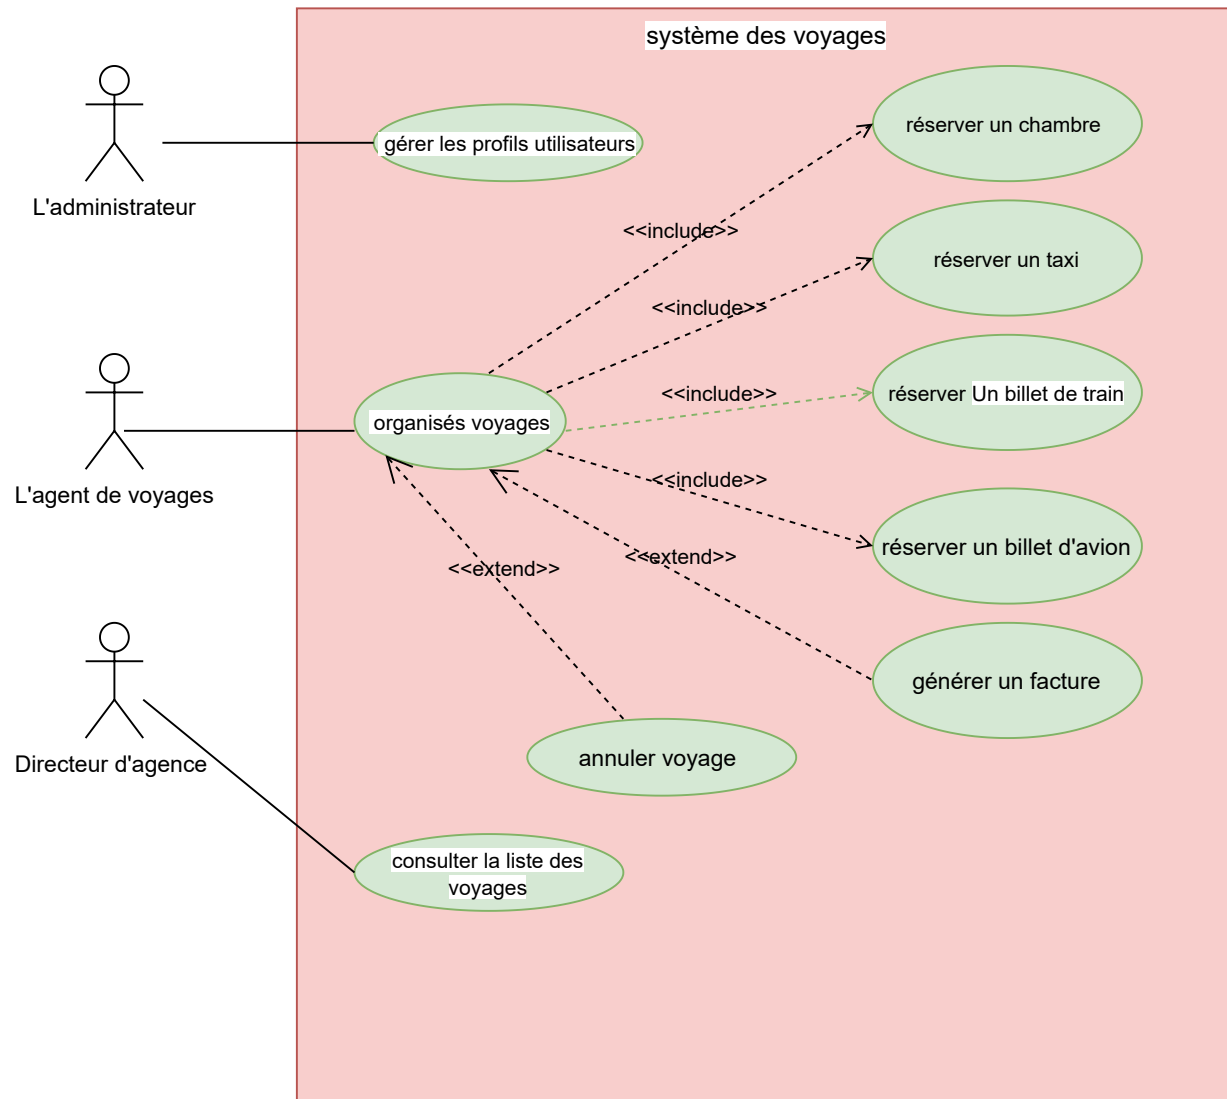 système des voyages
réserver un chambre
gérer les profils utilisateurs
L'administrateur
<<include>>
réserver un taxi
<<include>>
<<include>>
réserver Un billet de train
organisés voyages
<<include>>
L'agent de voyages
réserver un billet d'avion
<<extend>>
<<extend>>
générer un facture
annuler voyage
Directeur d'agence
consulter la liste des
voyages